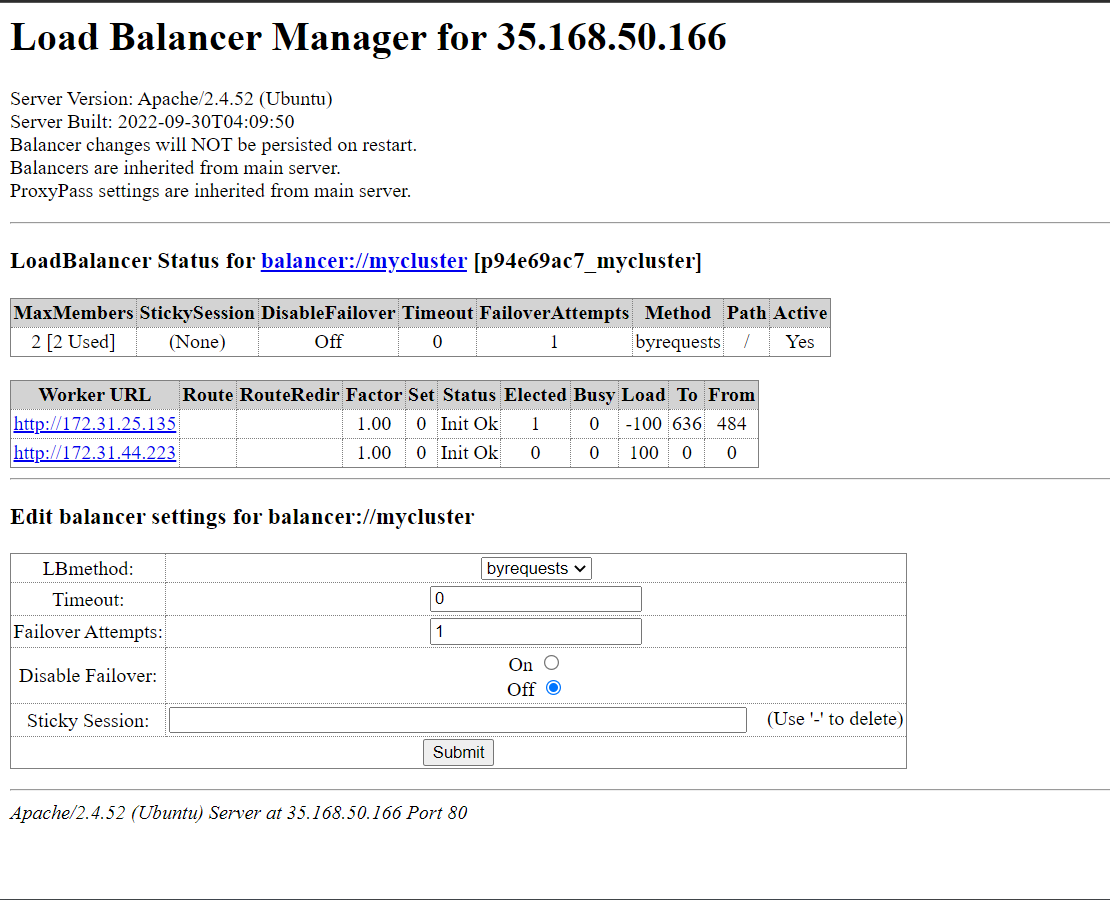 Load Balancer Manager for 35.168.50.166
Server Version: Apache/2.4.52 (Ubuntu)
Server Built: 2022-09-30T04:09:50
Balancer changes will NOT be persisted on restart.
Balancers are inherited from main server.
ProxyPass settings are inherited from main server.
LoadBalancer Status for balancer://mycluster [p94e69ac7_mycluster]
MaxMembers StickySession DisableFailover Timeout FailoverAttempts Method Path Active
2 [2 Used] (None) Off 0 1 byrequests / Yes
Worker URL Route RouteRedir Factor Set Status Elected Busy Load To From
http://172.31.25.135 1.00 0 Init Ok 1 0 -100 636 484
http://172.31.44.223 1.00 0 Init Ok 0 0 100 0 0
Edit balancer settings for balancer://mycluster
LBmethod: byrequests
Timeout: 0
Failover Attempts: 1
Disable Failover: On
Off
Sticky Session: (Use '-' to delete)
Submit
Apache/2.4.52 (Ubuntu) Server at 35.168.50.166 Port 80